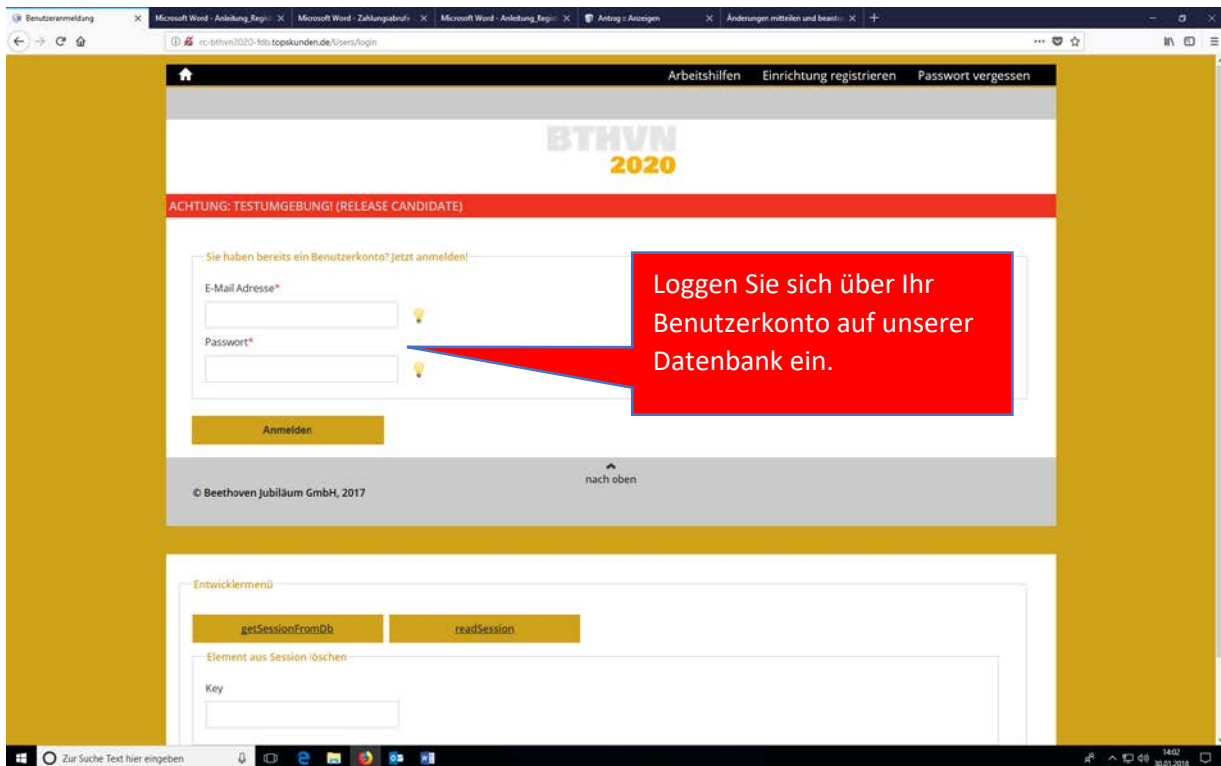 Benutzeranmeldung
Microsoft Word - Anleitung_Regis
Microsoft Word - Zahlungsabrufe
Microsoft Word - Anleitung_Regis
Antrag :: Anzeigen
Änderungen mitteilen und beantra
rc-bthvn2020-fdb.topskunden.de/Users/login
Arbeitshilfen Einrichtung registrieren Passwort vergessen
BTHVN
2020
ACHTUNG: TESTUMGEBUNG! (RELEASE CANDIDATE)
Sie haben bereits ein Benutzerkonto? Jetzt anmelden!
E-Mail Adresse*
Passwort*
Anmelden
Loggen Sie sich über Ihr
Benutzerkonto auf unserer
Datenbank ein.
nach oben
© Beethoven Jubiläum GmbH, 2017
Entwicklermenü
getSessionFromDb readSession
Element aus Session löschen
Key
Zur Suche Text hier eingeben
14:02
30.01.2018